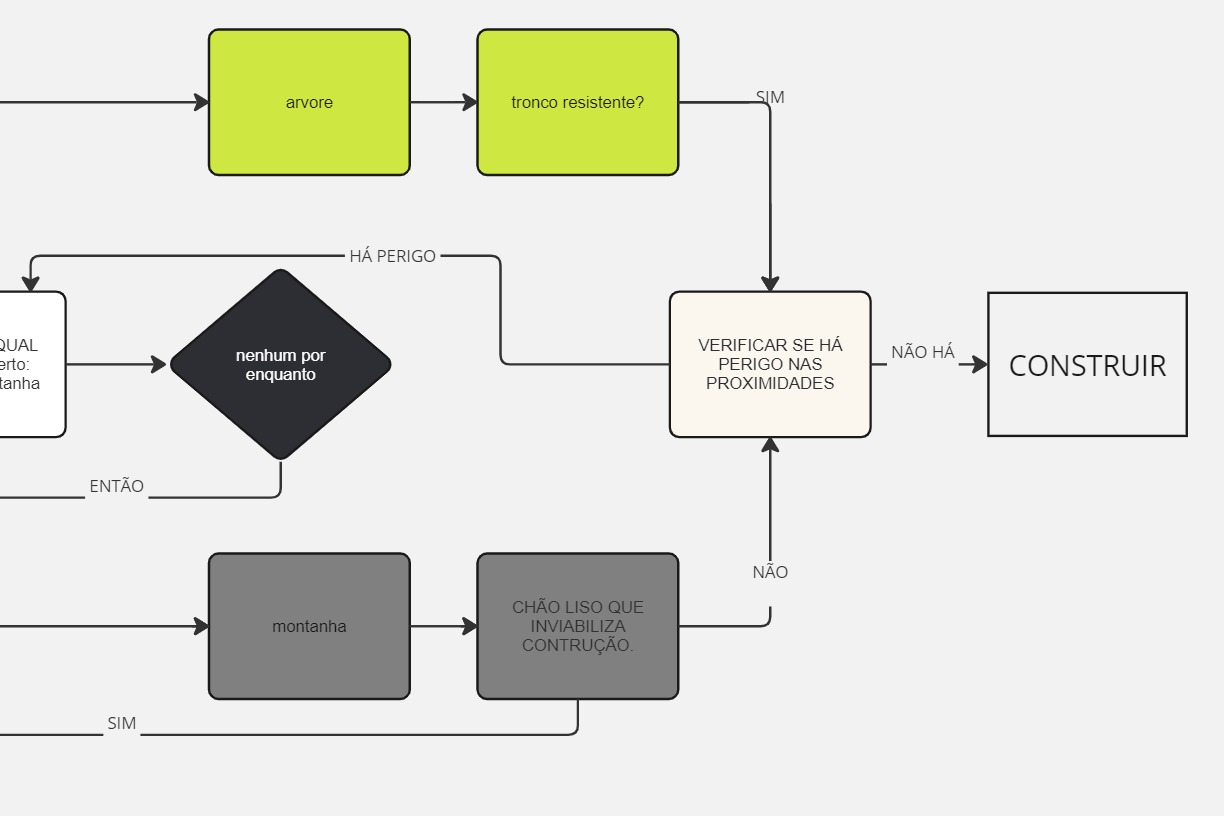 arvore
tronco resistente?
SIM
HÁ PERIGO
QUAL
erto:
tanha
nenhum por
enquanto
VERIFICAR SE HÁ
PERIGO NAS
PROXIMIDADES
NÃO HÁ
CONSTRUIR
ENTÃO
NÃO
montanha
CHÃO LISO QUE
INVIABILIZA
CONTRUÇÃO.
SIM